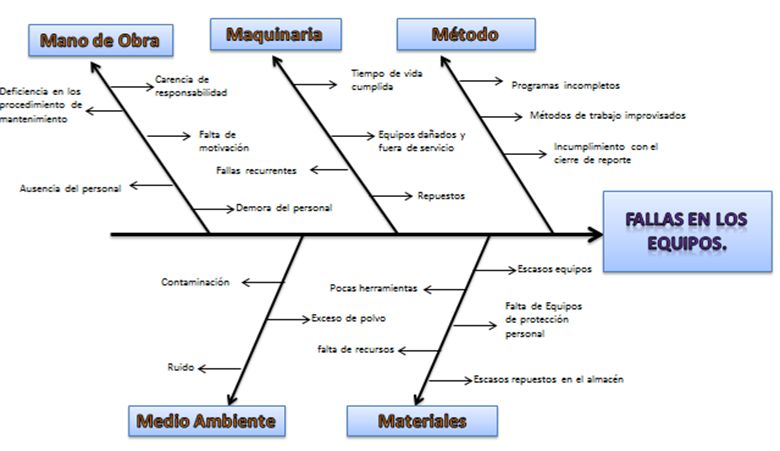 Mano de Obra
Maquinaria
Método
Deficiencia en los
procedimiento de
mantenimiento
Carencia de
responsabilidad
Falta de
motivación
Ausencia del personal
Demora del personal
Tiempo de vida
cumplida
Equipos dañados y
fuera de servicio
Fallas recurrentes
Repuestos
Programas incompletos
Métodos de trabajo improvisados
Incumplimiento con el
cierre de reporte
FALLAS EN LOS
EQUIPOS.
Contaminación
Exceso de polvo
Ruido
Escasos equipos
Pocas herramientas
Falta de Equipos
de protección
personal
falta de recursos
Escasos repuestos en el almacén
Medio Ambiente
Materiales